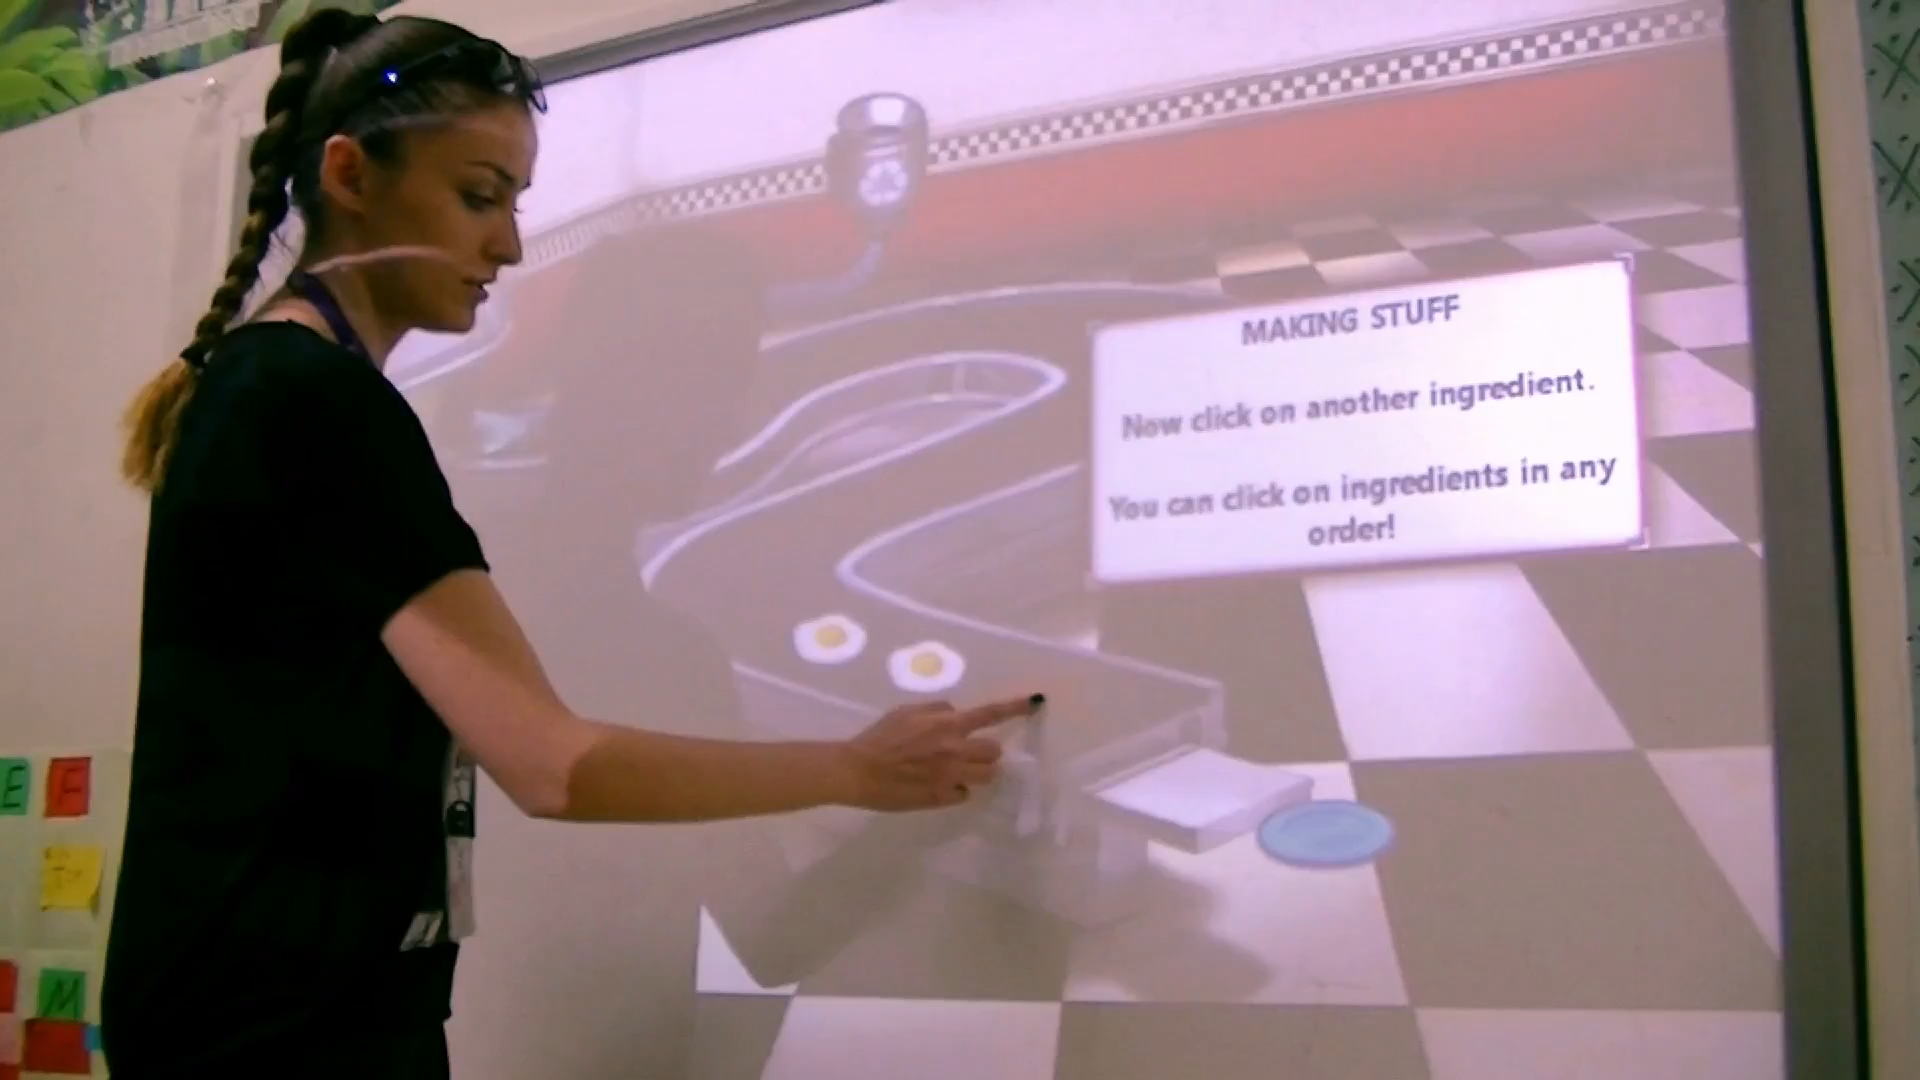 MAKING STUFF
Now click on another ingredient.
You can click on ingredients in any
order!
E
F
M